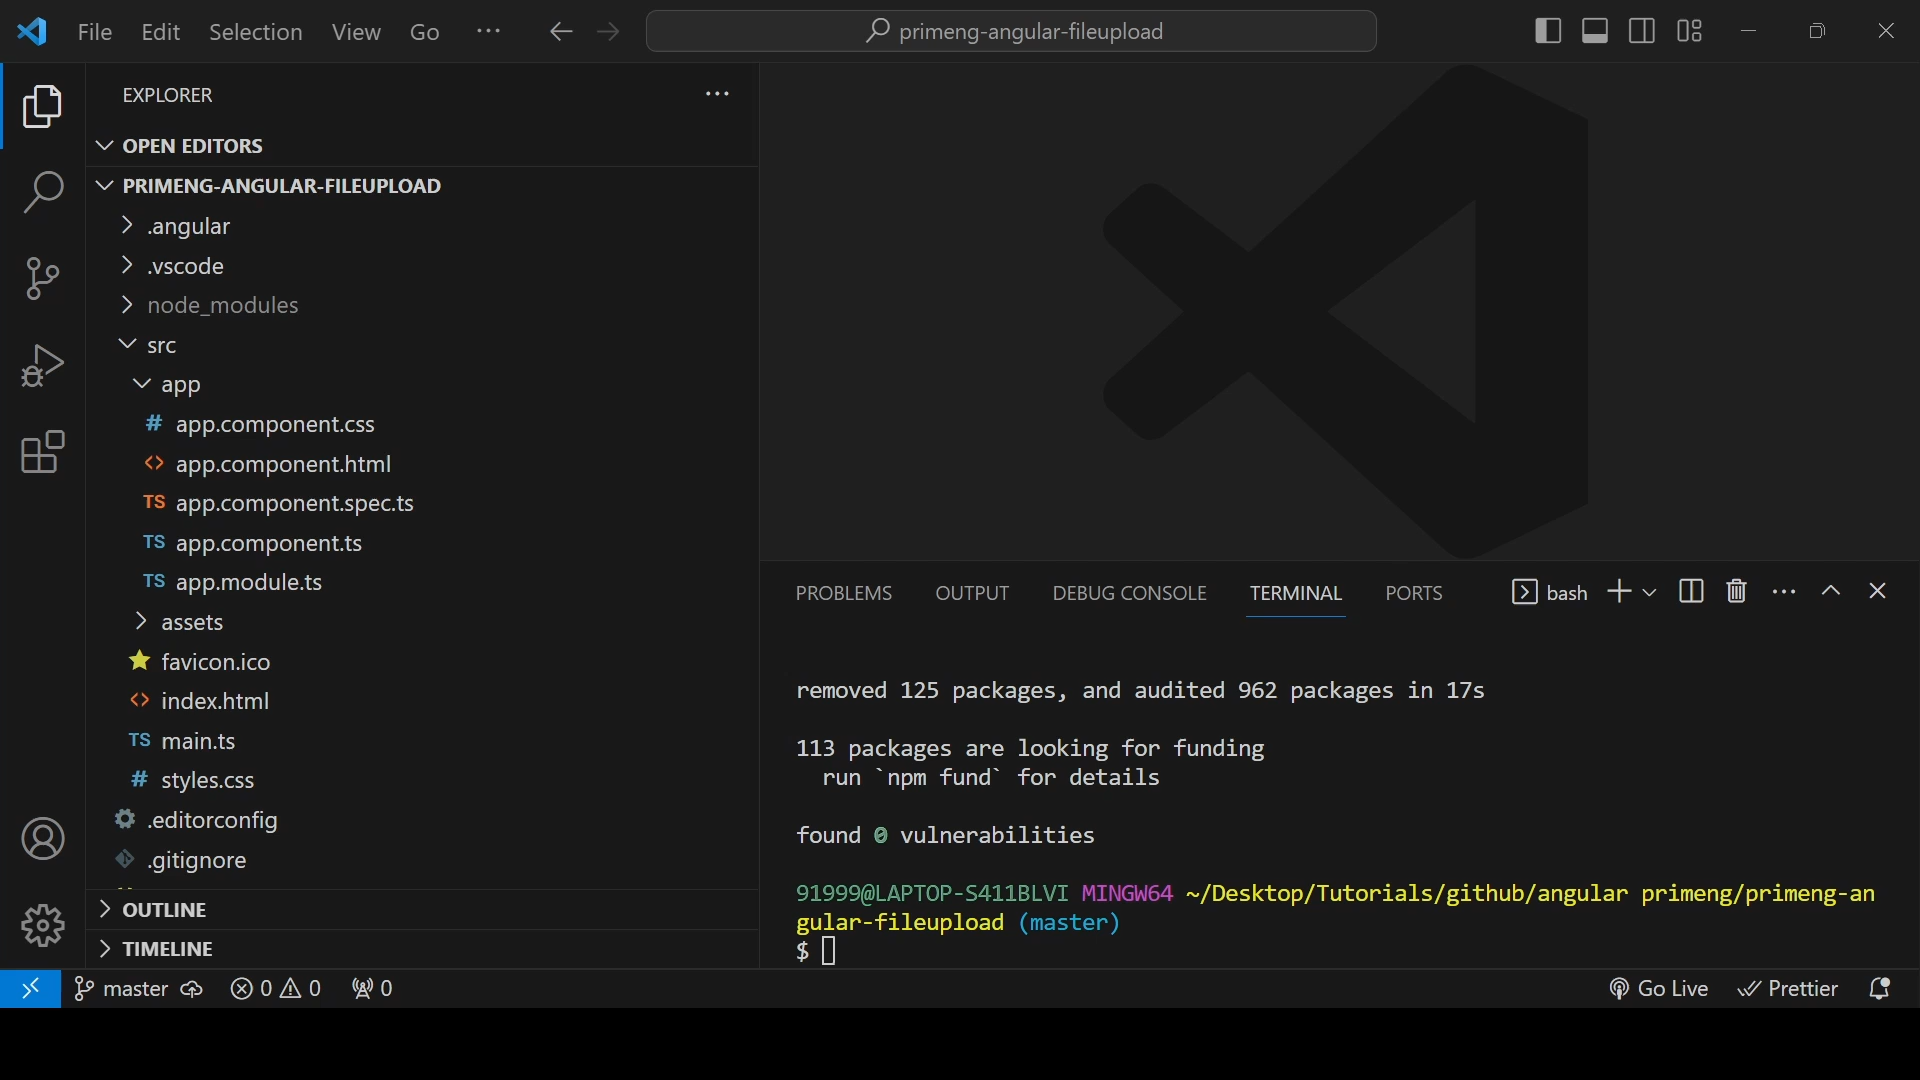 File Edit Selection View Go ···
primeng-angular-fileupload
EXPLORER ···
OPEN EDITORS
PRIMENG-ANGULAR-FILEUPLOAD
.angular
.vscode
node_modules
src
app
# app.component.css
<> app.component.html
TS app.component.spec.ts
TS app.component.ts
TS app.module.ts
assets
favicon.ico
<> index.html
TS main.ts
# styles.css
.editorconfig
.gitignore
OUTLINE
TIMELINE
PROBLEMS OUTPUT DEBUG CONSOLE TERMINAL PORTS bash
removed 125 packages, and audited 962 packages in 17s
113 packages are looking for funding
run `npm fund` for details
found 0 vulnerabilities
91999@LAPTOP-S411BLVI MINGW64 ~/Desktop/Tutorials/github/angular primeng/primeng-an
gular-fileupload (master)
$
master 0 0 0 Go Live Prettier